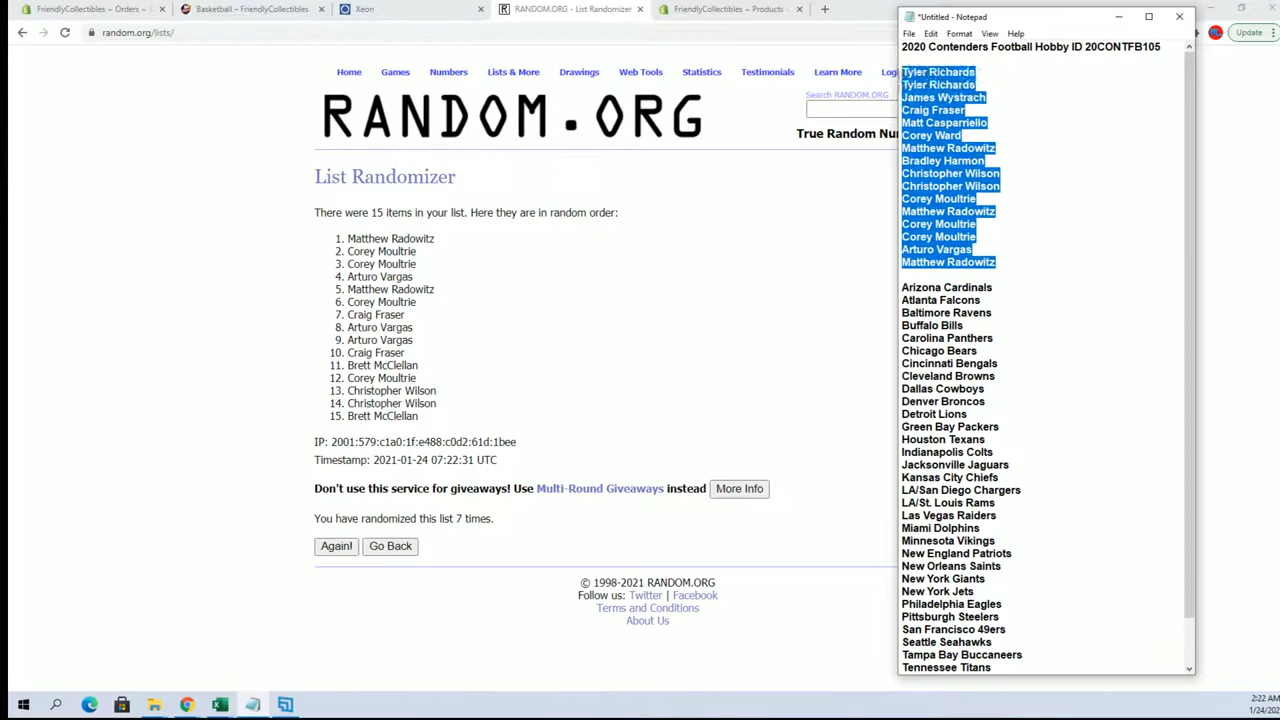 FriendlyCollectibles ~ Orders ~ S
Basketball – FriendlyCollectibles
Xeon
RANDOM.ORG - List Randomizer
FriendlyCollectibles ~ Products ~
random.org/lists/
Update
*Untitled - Notepad
File Edit Format View Help
2020 Contenders Football Hobby ID 20CONTFB105
Tyler Richards
Tyler Richards
James Wystrach
Craig Fraser
Matt Casparriello
Corey Ward
Matthew Radowitz
Bradley Harmon
Christopher Wilson
Christopher Wilson
Corey Moultrie
Matthew Radowitz
Corey Moultrie
Corey Moultrie
Arturo Vargas
Matthew Radowitz
Arizona Cardinals
Atlanta Falcons
Baltimore Ravens
Buffalo Bills
Carolina Panthers
Chicago Bears
Cincinnati Bengals
Cleveland Browns
Dallas Cowboys
Denver Broncos
Detroit Lions
Green Bay Packers
Houston Texans
Indianapolis Colts
Jacksonville Jaguars
Kansas City Chiefs
LA/San Diego Chargers
LA/St. Louis Rams
Las Vegas Raiders
Miami Dolphins
Minnesota Vikings
New England Patriots
New Orleans Saints
New York Giants
New York Jets
Philadelphia Eagles
Pittsburgh Steelers
San Francisco 49ers
Seattle Seahawks
Tampa Bay Buccaneers
Tennessee Titans
Home Games Numbers Lists & More Drawings Web Tools Statistics Testimonials Learn More Log
Search RANDOM.ORG
RANDOM.ORG
True Random Nu
List Randomizer
There were 15 items in your list. Here they are in random order:
1. Matthew Radowitz
2. Corey Moultrie
3. Corey Moultrie
4. Arturo Vargas
5. Matthew Radowitz
6. Corey Moultrie
7. Craig Fraser
8. Arturo Vargas
9. Arturo Vargas
10. Craig Fraser
11. Brett McClellan
12. Corey Moultrie
13. Christopher Wilson
14. Christopher Wilson
15. Brett McClellan
IP: 2001:579:c1a0:1f:e488:c0d2:61d:1bee
Timestamp: 2021-01-24 07:22:31 UTC
Don't use this service for giveaways! Use Multi-Round Giveaways instead More Info
You have randomized this list 7 times.
Again! Go Back
© 1998-2021 RANDOM.ORG
Follow us: Twitter | Facebook
Terms and Conditions
About Us
2:22 AM
1/24/202